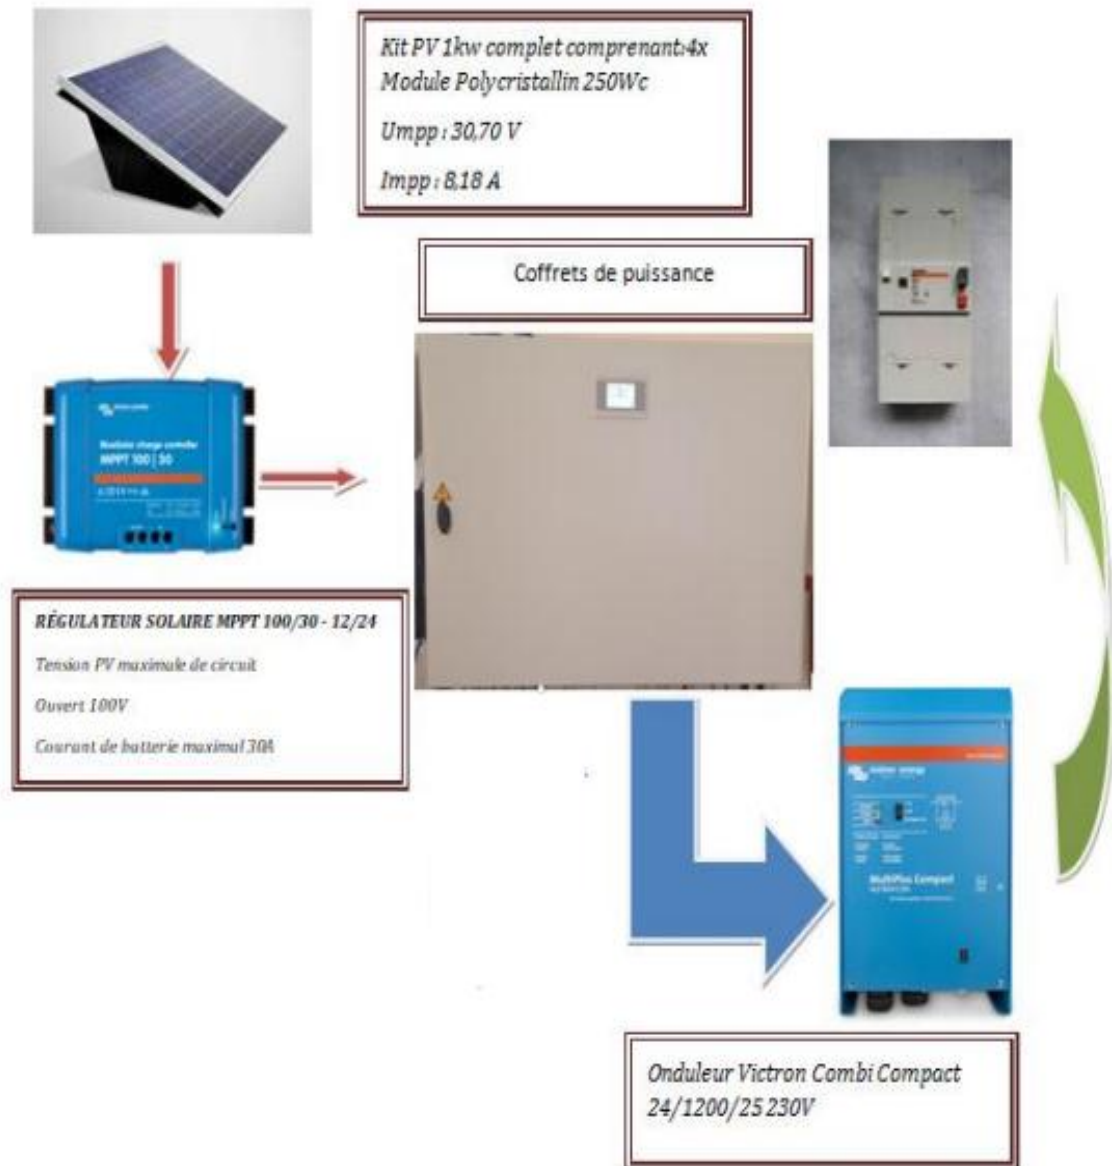 Kit PV 1kw complet comprenant:4x
Module Polycristallin 250Wc
Umpp : 30,70 V
Impp : 8,18 A
Coffrets de puissance
MPPT 100 | 30
RÉGULATEUR SOLAIRE MPPT 100/30 - 12/24
Tension PV maximale de circuit
Ouvert 100V
Courant de batterie maximal 30A
victron energy
MultiPlus Compact
Onduleur Victron Combi Compact
24/1200/25 230V